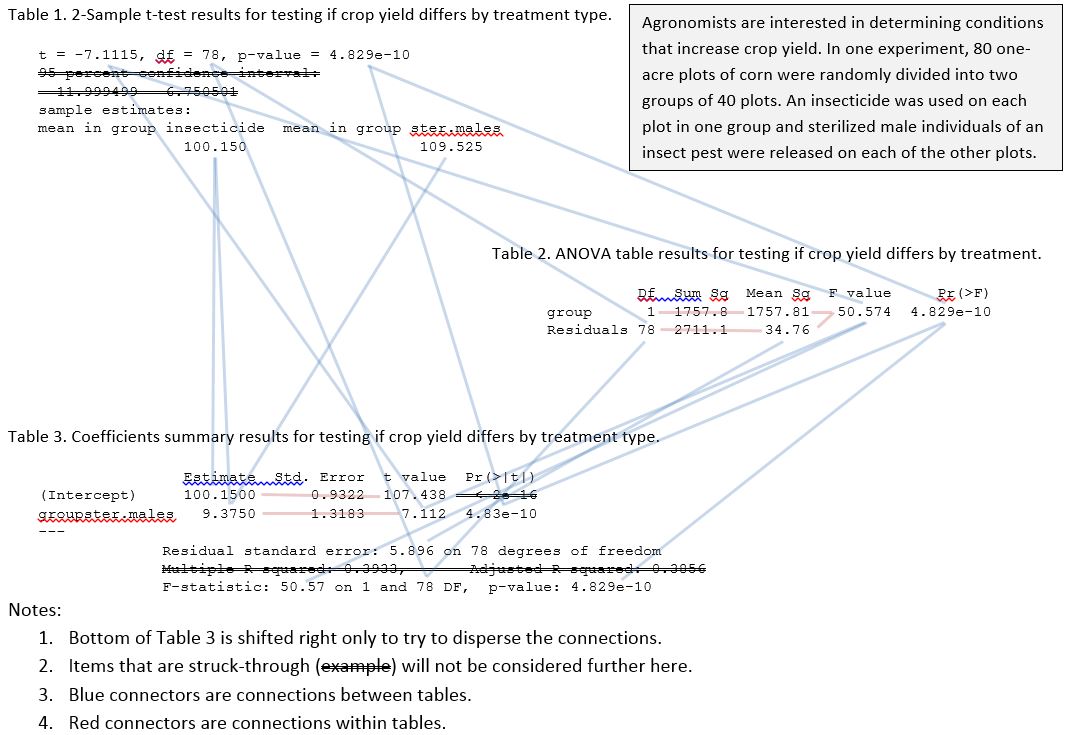 Table 1. 2-Sample t-test results for testing if crop yield differs by treatment type.
t = -7.1115, df = 78, p-value = 4.829e-10
95 percent confidence interval:
-11.999499 -6.750501
sample estimates:
mean in group insecticide mean in group ster.males
100.150 109.525
Agronomists are interested in determining conditions
that increase crop yield. In one experiment, 80 one-
acre plots of corn were randomly divided into two
groups of 40 plots. An insecticide was used on each
plot in one group and sterilized male individuals of an
insect pest were released on each of the other plots.
Table 2. ANOVA table results for testing if crop yield differs by treatment.
Df Sum Sq Mean Sq F value Pr(>F)
group 1 1757.8 1757.81 50.574 4.829e-10
Residuals 78 2711.1 34.76
Table 3. Coefficients summary results for testing if crop yield differs by treatment type.
Estimate Std. Error t value Pr(>|t|)
(Intercept) 100.1500 0.9322 107.438 < 2e-16
groupster.males 9.3750 1.3183 7.112 4.83e-10
---
Residual standard error: 5.896 on 78 degrees of freedom
Multiple R-squared: 0.3933, Adjusted R-squared: 0.3856
F-statistic: 50.57 on 1 and 78 DF, p-value: 4.829e-10
Notes:
1. Bottom of Table 3 is shifted right only to try to disperse the connections.
2. Items that are struck-through (example) will not be considered further here.
3. Blue connectors are connections between tables.
4. Red connectors are connections within tables.